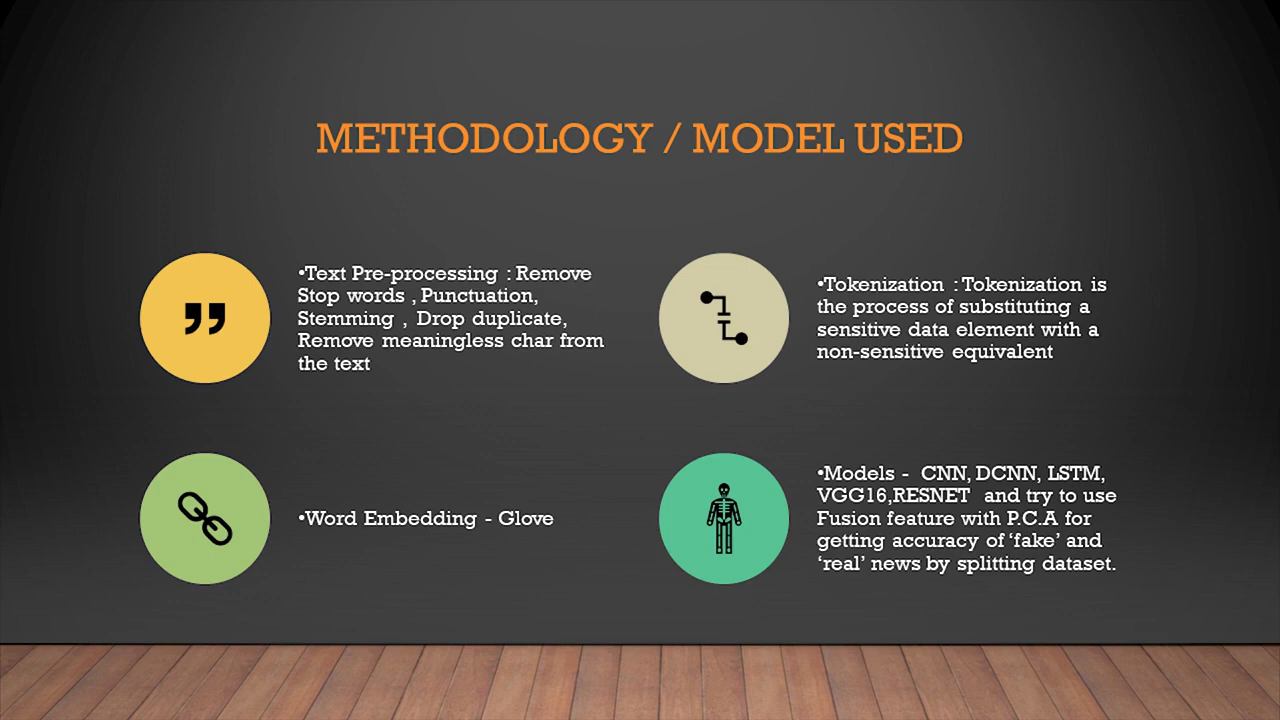 METHODOLOGY / MODEL USED
•Text Pre-processing : Remove
Stop words , Punctuation,
Stemming , Drop duplicate,
Remove meaningless char from
the text
•Tokenization : Tokenization is
the process of substituting a
sensitive data element with a
non-sensitive equivalent
•Word Embedding - Glove
•Models - CNN, DCNN, LSTM,
VGG16,RESNET and try to use
Fusion feature with P.C.A for
getting accuracy of ‘fake’ and
‘real’ news by splitting dataset.